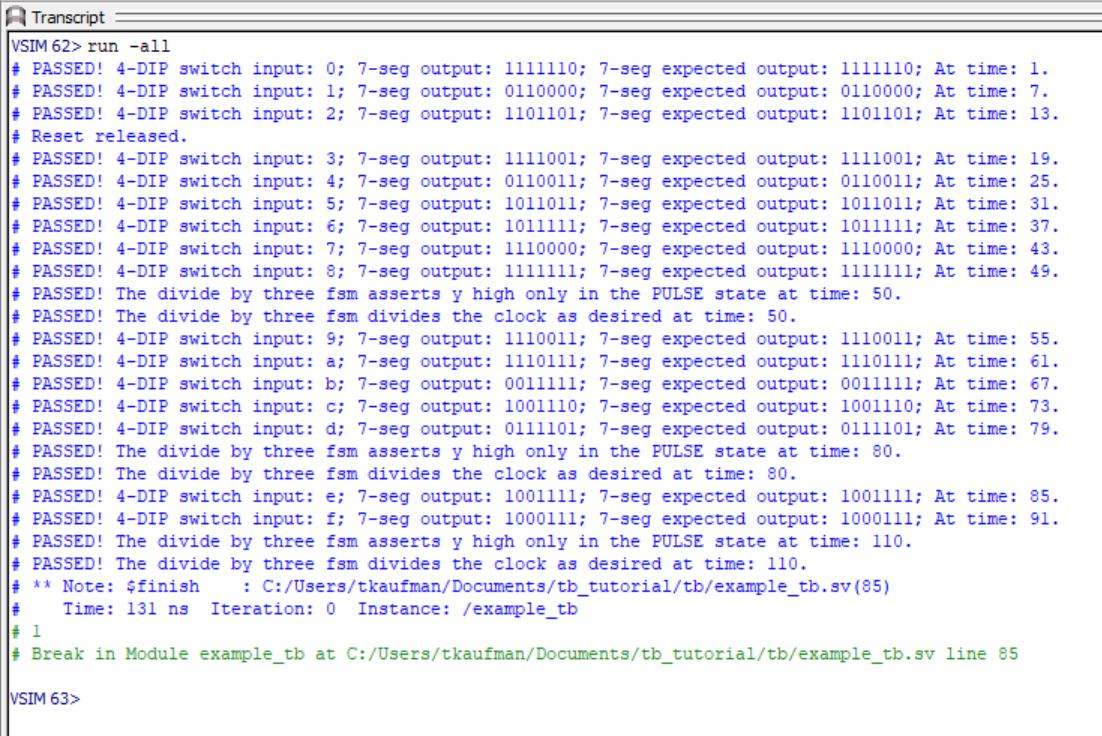 Transcript
VSIM 62> run -all
# PASSED! 4-DIP switch input: 0; 7-seg output: 1111110; 7-seg expected output: 1111110; At time: 1.
# PASSED! 4-DIP switch input: 1; 7-seg output: 0110000; 7-seg expected output: 0110000; At time: 7.
# PASSED! 4-DIP switch input: 2; 7-seg output: 1101101; 7-seg expected output: 1101101; At time: 13.
# Reset released.
# PASSED! 4-DIP switch input: 3; 7-seg output: 1111001; 7-seg expected output: 1111001; At time: 19.
# PASSED! 4-DIP switch input: 4; 7-seg output: 0110011; 7-seg expected output: 0110011; At time: 25.
# PASSED! 4-DIP switch input: 5; 7-seg output: 1011011; 7-seg expected output: 1011011; At time: 31.
# PASSED! 4-DIP switch input: 6; 7-seg output: 1011111; 7-seg expected output: 1011111; At time: 37.
# PASSED! 4-DIP switch input: 7; 7-seg output: 1110000; 7-seg expected output: 1110000; At time: 43.
# PASSED! 4-DIP switch input: 8; 7-seg output: 1111111; 7-seg expected output: 1111111; At time: 49.
# PASSED! The divide by three fsm asserts y high only in the PULSE state at time: 50.
# PASSED! The divide by three fsm divides the clock as desired at time: 50.
# PASSED! 4-DIP switch input: 9; 7-seg output: 1110011; 7-seg expected output: 1110011; At time: 55.
# PASSED! 4-DIP switch input: a; 7-seg output: 1110111; 7-seg expected output: 1110111; At time: 61.
# PASSED! 4-DIP switch input: b; 7-seg output: 0011111; 7-seg expected output: 0011111; At time: 67.
# PASSED! 4-DIP switch input: c; 7-seg output: 1001110; 7-seg expected output: 1001110; At time: 73.
# PASSED! 4-DIP switch input: d; 7-seg output: 0111101; 7-seg expected output: 0111101; At time: 79.
# PASSED! The divide by three fsm asserts y high only in the PULSE state at time: 80.
# PASSED! The divide by three fsm divides the clock as desired at time: 80.
# PASSED! 4-DIP switch input: e; 7-seg output: 1001111; 7-seg expected output: 1001111; At time: 85.
# PASSED! 4-DIP switch input: f; 7-seg output: 1000111; 7-seg expected output: 1000111; At time: 91.
# PASSED! The divide by three fsm asserts y high only in the PULSE state at time: 110.
# PASSED! The divide by three fsm divides the clock as desired at time: 110.
# ** Note: $finish    : C:/Users/tkaufman/Documents/tb_tutorial/tb/example_tb.sv(85)
#    Time: 131 ns  Iteration: 0  Instance: /example_tb
# 1
# Break in Module example_tb at C:/Users/tkaufman/Documents/tb_tutorial/tb/example_tb.sv line 85
VSIM 63>